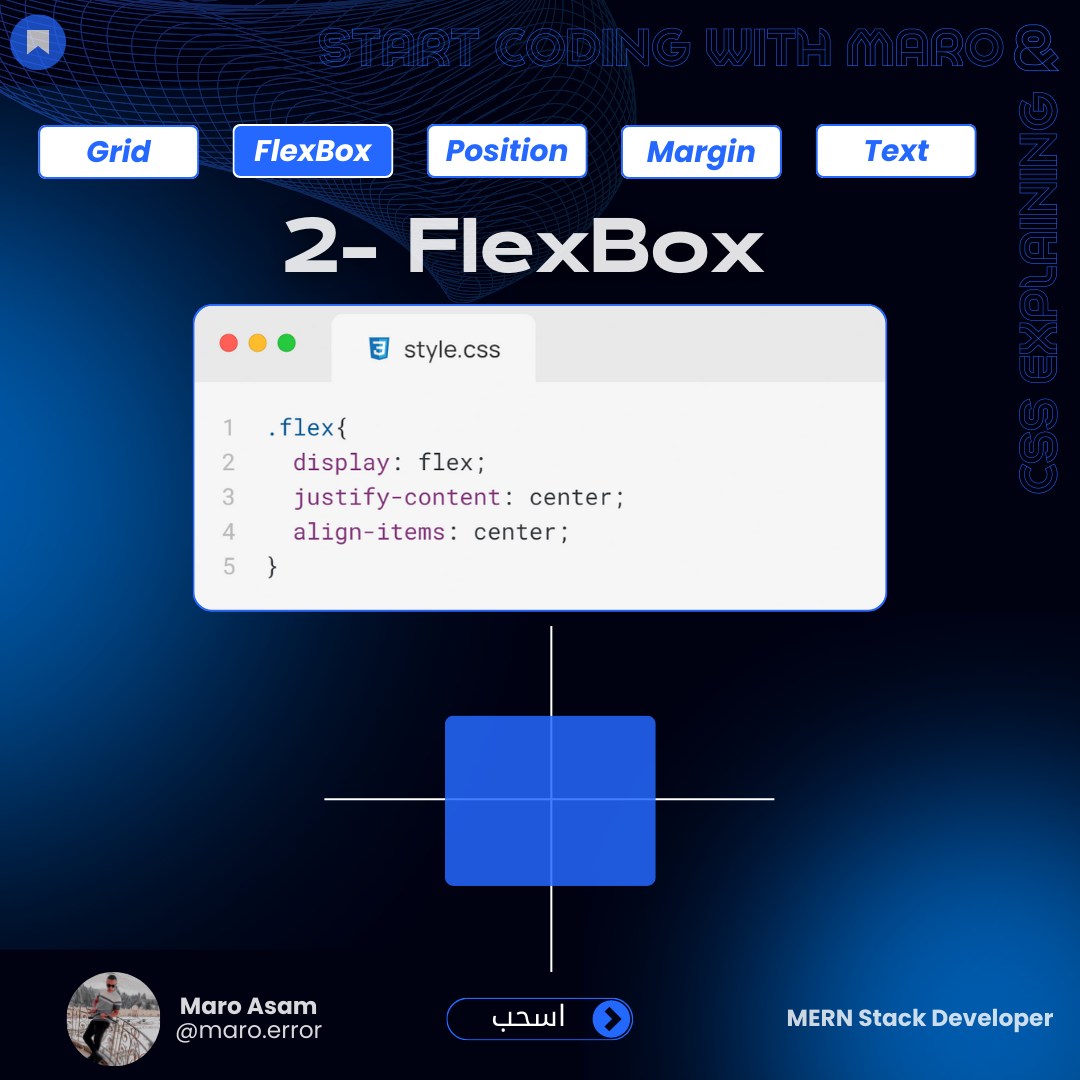 START CODING WITH MARO &
CSS EXPLAINING
Grid
FlexBox
Position
Margin
Text
2- FlexBox
style.css
1 .flex{
2 display: flex;
3 justify-content: center;
4 align-items: center;
5 }
Maro Asam
@maro.error
اسحب
MERN Stack Developer